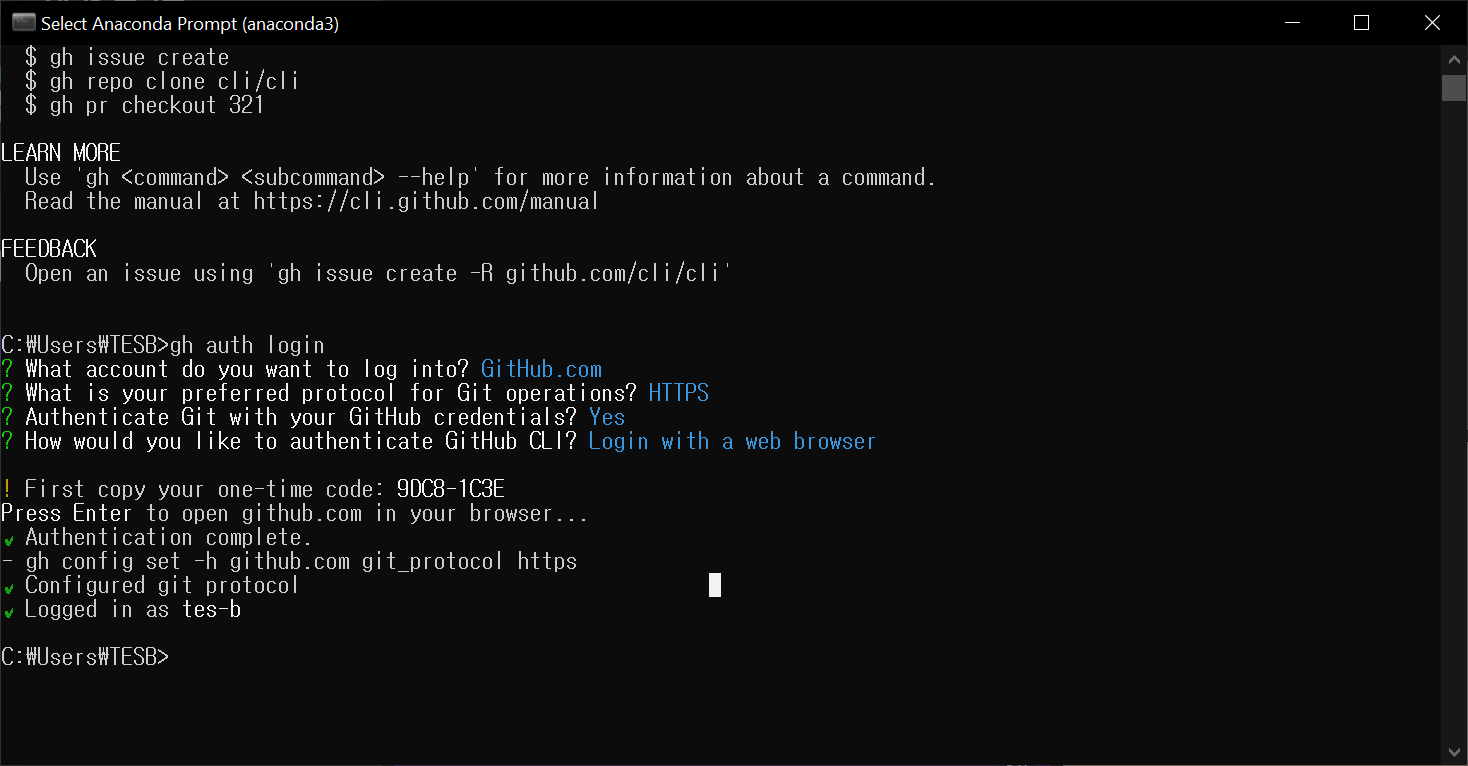 Select Anaconda Prompt (anaconda3)
$ gh issue create
$ gh repo clone cli/cli
$ gh pr checkout 321
LEARN MORE
Use 'gh <command> <subcommand> --help' for more information about a command.
Read the manual at https://cli.github.com/manual
FEEDBACK
Open an issue using 'gh issue create -R github.com/cli/cli'
C:₩Users₩TESB>gh auth login
? What account do you want to log into? GitHub.com
? What is your preferred protocol for Git operations? HTTPS
? Authenticate Git with your GitHub credentials? Yes
? How would you like to authenticate GitHub CLI? Login with a web browser
! First copy your one-time code: 9DC8-1C3E
Press Enter to open github.com in your browser...
✓ Authentication complete.
- gh config set -h github.com git_protocol https
✓ Configured git protocol
✓ Logged in as tes-b
C:₩Users₩TESB>